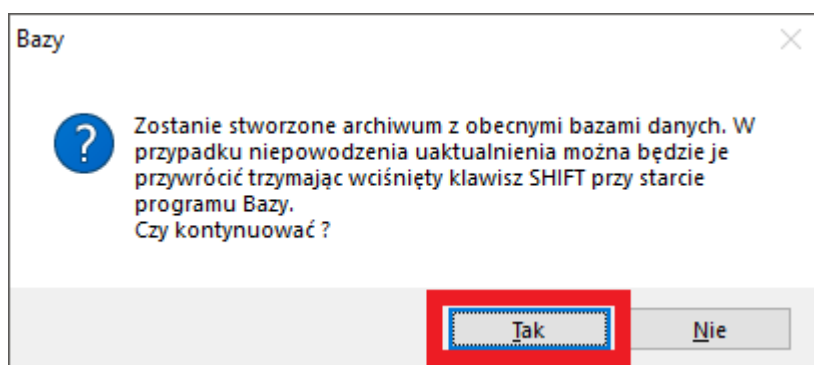 Bazy
Zostanie stworzone archiwum z obecnymi bazami danych. W
przypadku niepowodzenia uaktualnienia można będzie je
przywrócić trzymając wciśnięty klawisz SHIFT przy starcie
programu Bazy.
Czy kontynuować ?
Tak Nie